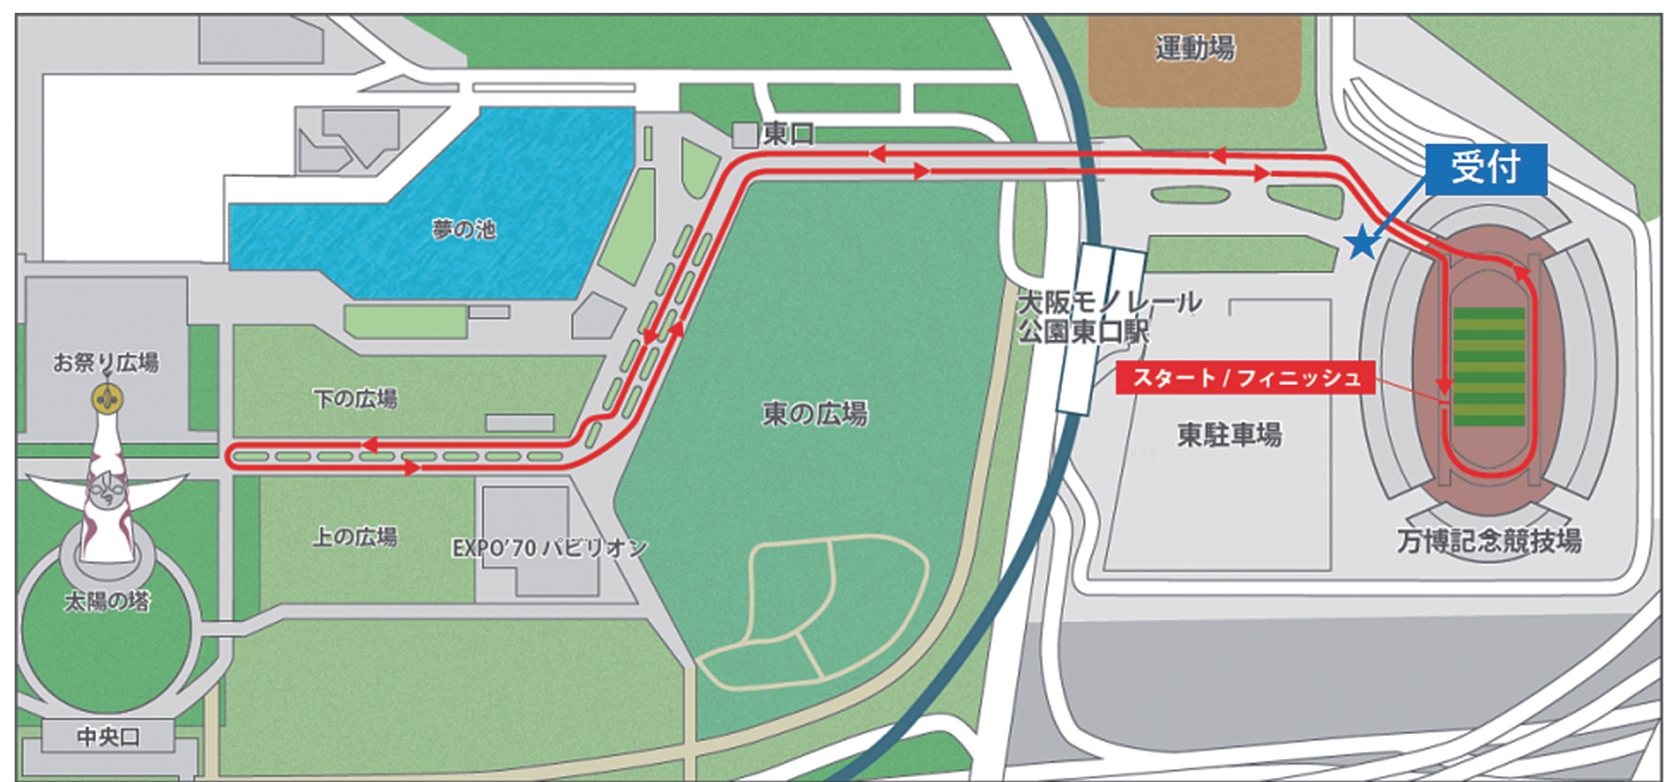 運動場
東口
受付
夢の池
大阪モノレール
公園東口駅
お祭り広場
スタート / フィニッシュ
下の広場
東の広場
東駐車場
上の広場
EXPO'70 パビリオン
万博記念競技場
太陽の塔
中央口